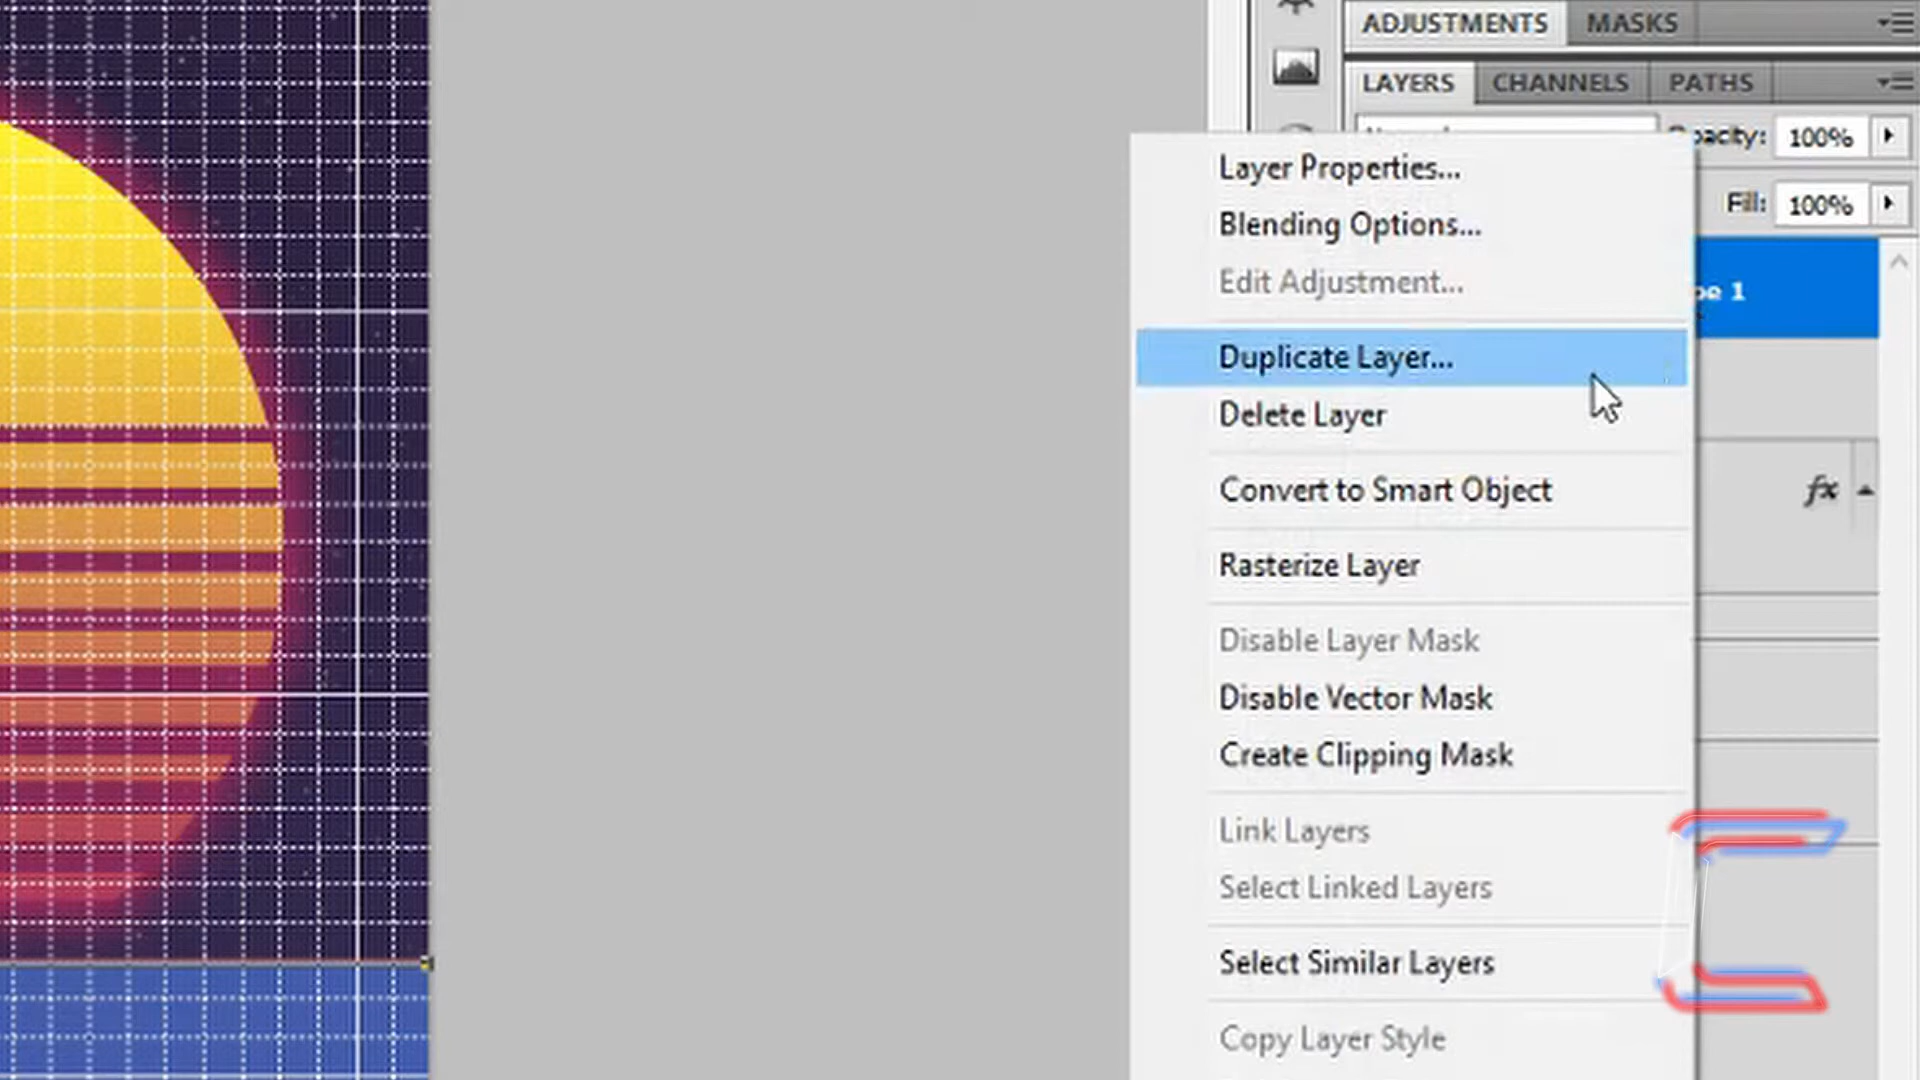 ADJUSTMENTS MASKS
LAYERS CHANNELS PATHS
100%
Fill: 100%
Layer Properties...
Blending Options...
Edit Adjustment...
1
Duplicate Layer...
Delete Layer
Convert to Smart Object
fx
Rasterize Layer
Disable Layer Mask
Disable Vector Mask
Create Clipping Mask
Link Layers
Select Linked Layers
Select Similar Layers
Copy Layer Style